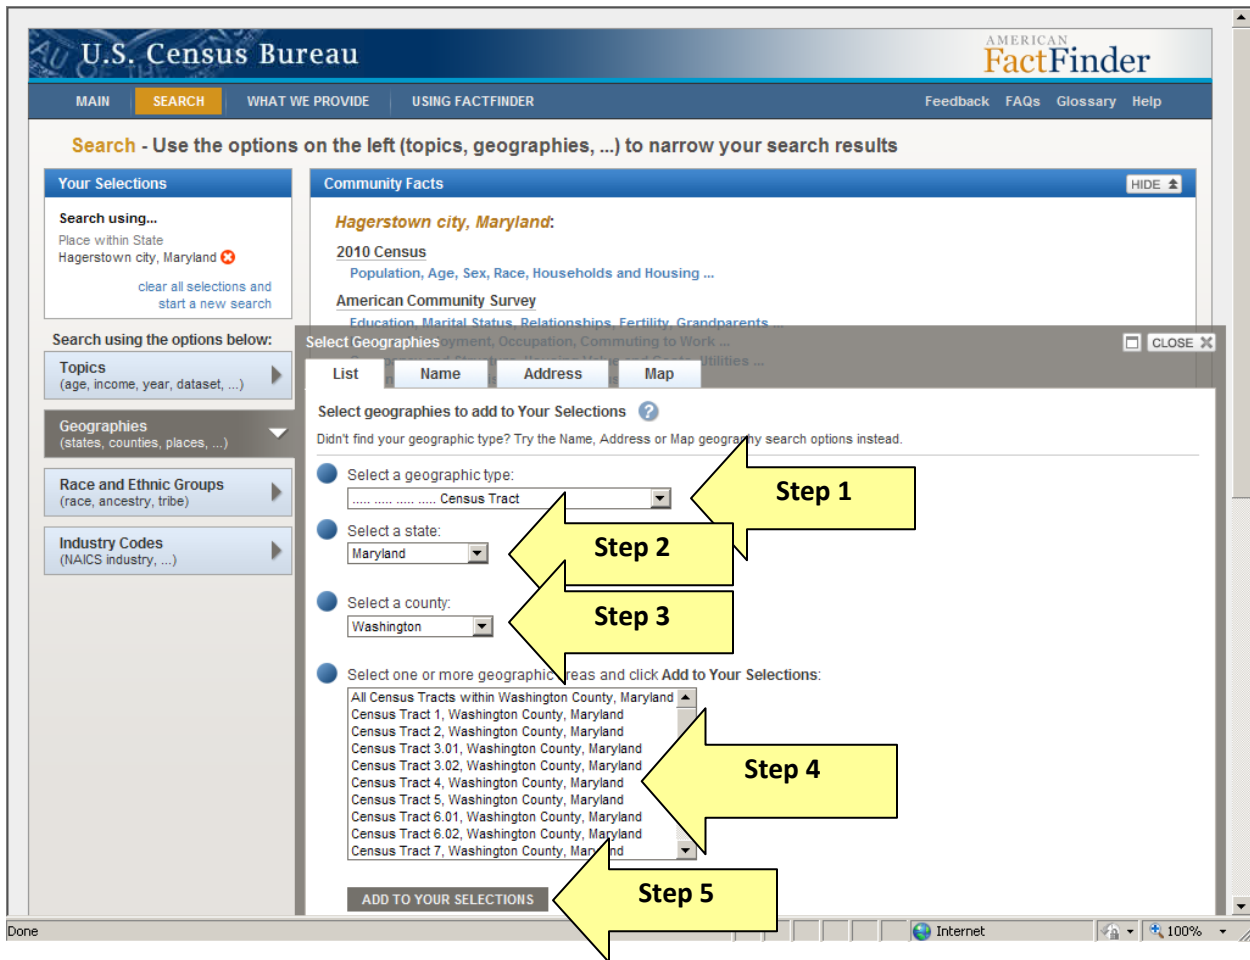 U.S. Census Bureau
AMERICAN
FactFinder
MAIN SEARCH WHAT WE PROVIDE USING FACTFINDER Feedback FAQs Glossary Help
Search - Use the options on the left (topics, geographies, ...) to narrow your search results
Your Selections
Search using...
Place within State
Hagerstown city, Maryland
clear all selections and
start a new search
Search using the options below:
Topics
(age, income, year, dataset, ...)
Geographies
(states, counties, places, ...)
Race and Ethnic Groups
(race, ancestry, tribe)
Industry Codes
(NAICS industry, ...)
Community Facts
HIDE
Hagerstown city, Maryland:
2010 Census
Population, Age, Sex, Race, Households and Housing ...
American Community Survey
Education, Marital Status, Relationships, Fertility, Grandparents ...
Occupation, Commuting to Work ...
Utilities ...
Select Geographies
CLOSE
List Name Address Map
Select geographies to add to Your Selections ?
Didn't find your geographic type? Try the Name, Address or Map geography search options instead.
Select a geographic type:
..... ..... ..... ..... Census Tract
Step 1
Select a state:
Maryland
Step 2
Select a county:
Washington
Step 3
Select one or more geographic areas and click Add to Your Selections:
All Census Tracts within Washington County, Maryland
Census Tract 1, Washington County, Maryland
Census Tract 2, Washington County, Maryland
Census Tract 3.01, Washington County, Maryland
Census Tract 3.02, Washington County, Maryland
Census Tract 4, Washington County, Maryland
Census Tract 5, Washington County, Maryland
Census Tract 6.01, Washington County, Maryland
Census Tract 6.02, Washington County, Maryland
Census Tract 7, Washington County, Maryland
Step 4
ADD TO YOUR SELECTIONS
Step 5
Done
Internet
100%